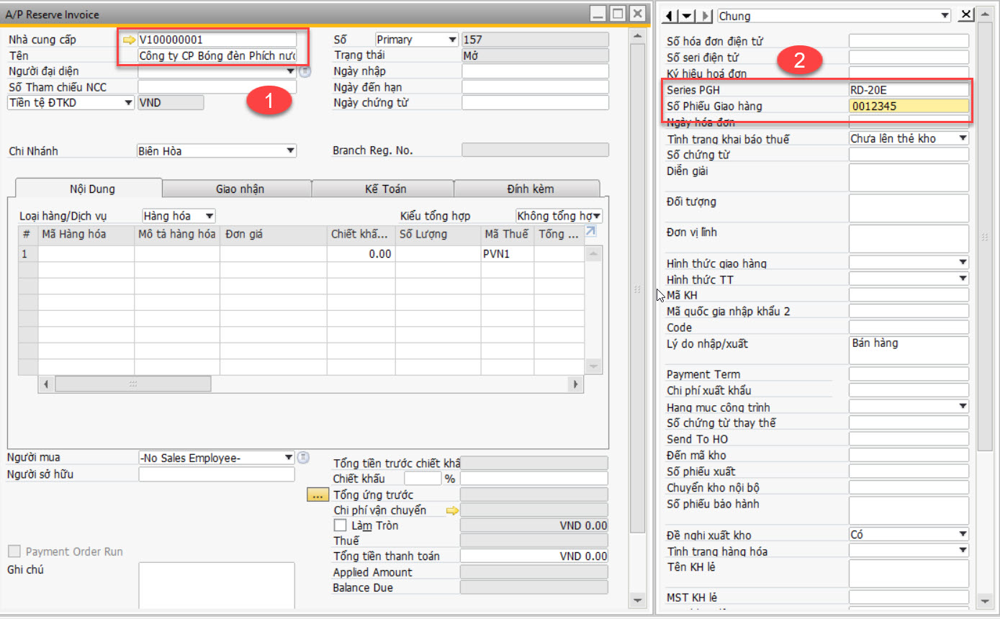 A/P Reserve Invoice
Nhà cung cấp V100000001
Tên Công ty CP Bóng đèn Phích nướ
Người đại diện
Số Tham chiếu NCC
Tiền tệ ĐTKD VND
1
Số Primary 157
Trạng thái Mở
Ngày nhập
Ngày đến hạn
Ngày chứng từ
Chi Nhánh Biên Hòa
Branch Reg. No.
Nội Dung Giao nhận Kế Toán Đính kèm
Loại hàng/Dịch vụ Hàng hóa Kiểu tổng hợp Không tổng hợ
# Mã Hàng hóa Mô tả hàng hóa Đơn giá Chiết khấ... Số Lượng Mã Thuế Tổng ...
1 0.00 PVN1
Người mua -No Sales Employee-
Người sở hữu
Payment Order Run
Ghi chú
Tổng tiền trước chiết khấ
Chiết khấu %
... Tổng ứng trước
Chi phí vận chuyển
Làm Tròn VND 0.00
Thuế
Tổng tiền thanh toán VND 0.00
Applied Amount
Balance Due
Chung
Số hóa đơn điện tử
Số seri điện tử
2
Ký hiệu hoá đơn
Series PGH RD-20E
Số Phiếu Giao hàng 0012345
Ngày hóa đơn
Tình trạng khai báo thuế Chưa lên thẻ kho
Số chứng từ
Diễn giải
Đối tượng
Đơn vị lĩnh
Hình thức giao hàng
Hình thức TT
Mã KH
Mã quốc gia nhập khẩu 2
Code
Lý do nhập/xuất Bán hàng
Payment Term
Chi phí xuất khẩu
Hạng mục công trình
Số chứng từ thay thế
Send To HO
Đến mã kho
Số phiếu xuất
Chuyển kho nội bộ
Số phiếu bảo hành
Đề nghị xuất kho Có
Tình trạng hàng hóa
Tên KH lẻ
MST KH lẻ